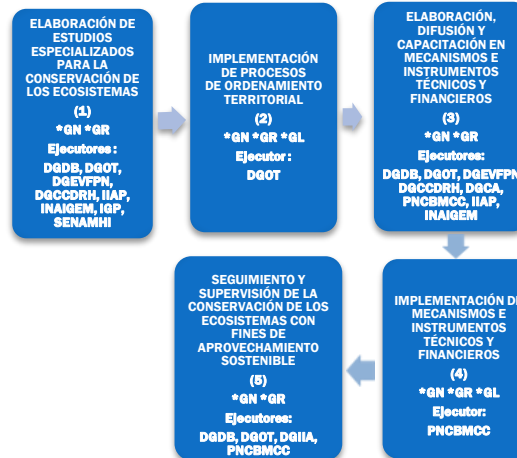 ELABORACIÓN DE
ESTUDIOS
ESPECIALIZADOS
PARA LA
CONSERVACIÓN DE
LOS ECOSISTEMAS
(1)
*GN *GR
Ejecutores:
DGDB, DGOT,
DGEVFPN,
DGCCDRH, IIAP,
INAIGEM, IGP,
SENAMHI
IMPLEMENTACIÓN
DE PROCESOS
DE ORDENAMIENTO
TERRITORIAL
(2)
*GN *GR *GL
Ejecutor:
DGOT
ELABORACIÓN,
DIFUSIÓN Y
CAPACITACIÓN EN
MECANISMOS E
INSTRUMENTOS
TÉCNICOS Y
FINANCIEROS
(3)
*GN *GR
Ejecutores:
DGDB, DGOT, DGEVFPN,
DGCCDRH, DGCA,
PNCBMCC, IIAP,
INAIGEM
IMPLEMENTACIÓN DE
MECANISMOS E
INSTRUMENTOS
TÉCNICOS Y
FINANCIEROS
(4)
*GN *GR *GL
Ejecutor:
PNCBMCC
SEGUIMIENTO Y
SUPERVISIÓN DE LA
CONSERVACIÓN DE LOS
ECOSISTEMAS CON
FINES DE
APROVECHAMIENTO
SOSTENIBLE
(5)
*GN *GR
Ejecutores:
DGDB, DGOT, DGIIA,
PNCBMCC